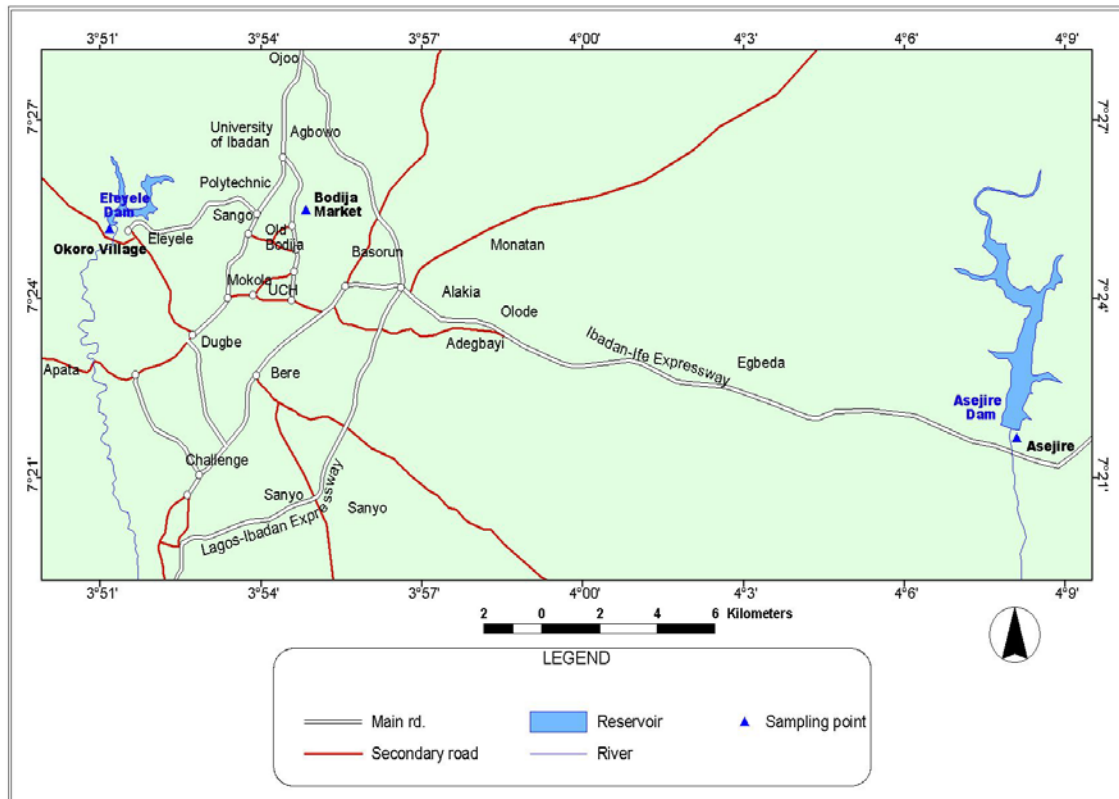 3°51' 3°54' 3°57' 4°00' 4°3' 4°6' 4°9'
Ojoo
7°27' 7°27'
University
of Ibadan
Agbowo
Polytechnic
Eleyele
Dam
Bodija
Market
Sango
Old
Bodija
Eleyele
Okoro Village
Basorun
Monatan
Mokola
UCH
Alakia
7°24' 7°24'
Olode
Dugbe
Adegbayi
Ibadan-Ife Expressway
Egbeda
Apata
Bere
Asejire
Dam
Asejire
Challenge
7°21' 7°21'
Sanyo
Sanyo
Lagos-Ibadan Expressway
3°51' 3°54' 3°57' 4°00' 4°3' 4°6' 4°9'
2 0 2 4 6 Kilometers
LEGEND
Main rd. Reservoir Sampling point
Secondary road River